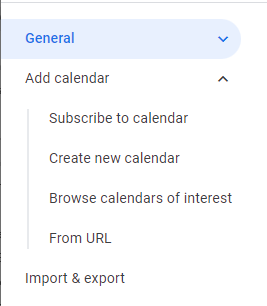 General
Add calendar
Subscribe to calendar
Create new calendar
Browse calendars of interest
From URL
Import & export